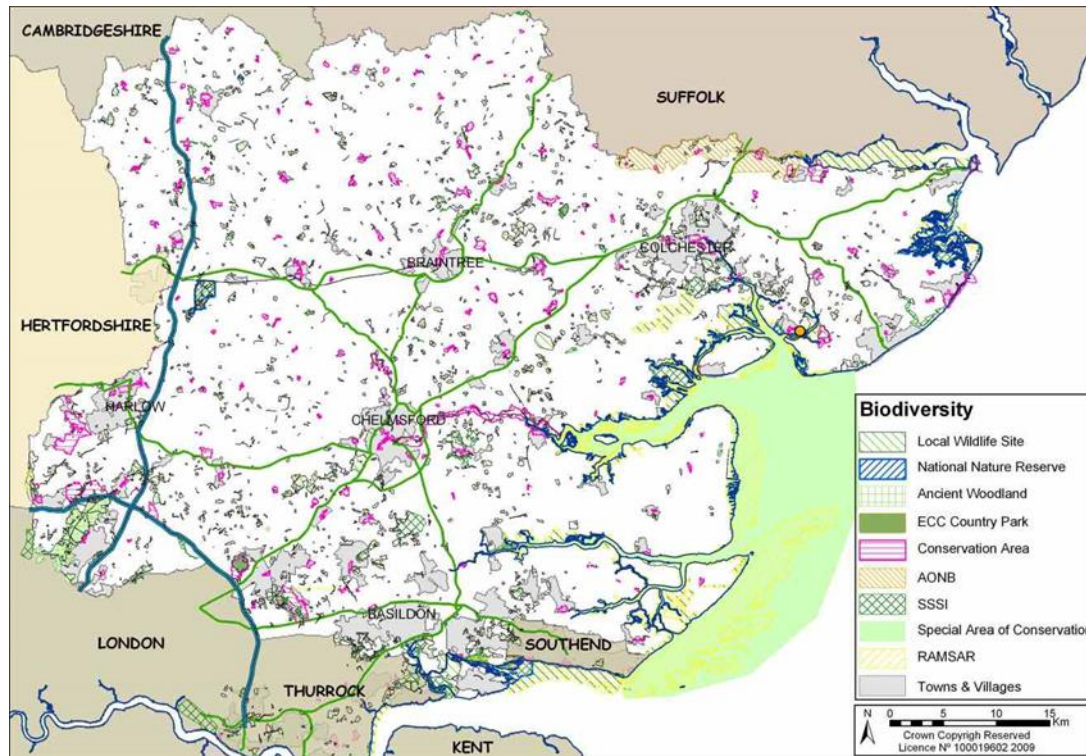 CAMBRIDGESHIRE
SUFFOLK
COLCHESTER
BRAINTREE
HERTFORDSHIRE
HARLOW
CHELMSFORD
BASILDON
LONDON
SOUTHEND
THURROCK
KENT
Biodiversity
Local Wildlife Site
National Nature Reserve
Ancient Woodland
ECC Country Park
Conservation Area
AONB
SSSI
Special Area of Conservation
RAMSAR
Towns & Villages
N
0 5 10 15
Km
Crown Copyrigh Reserved
Licence Nº 100019602 2009